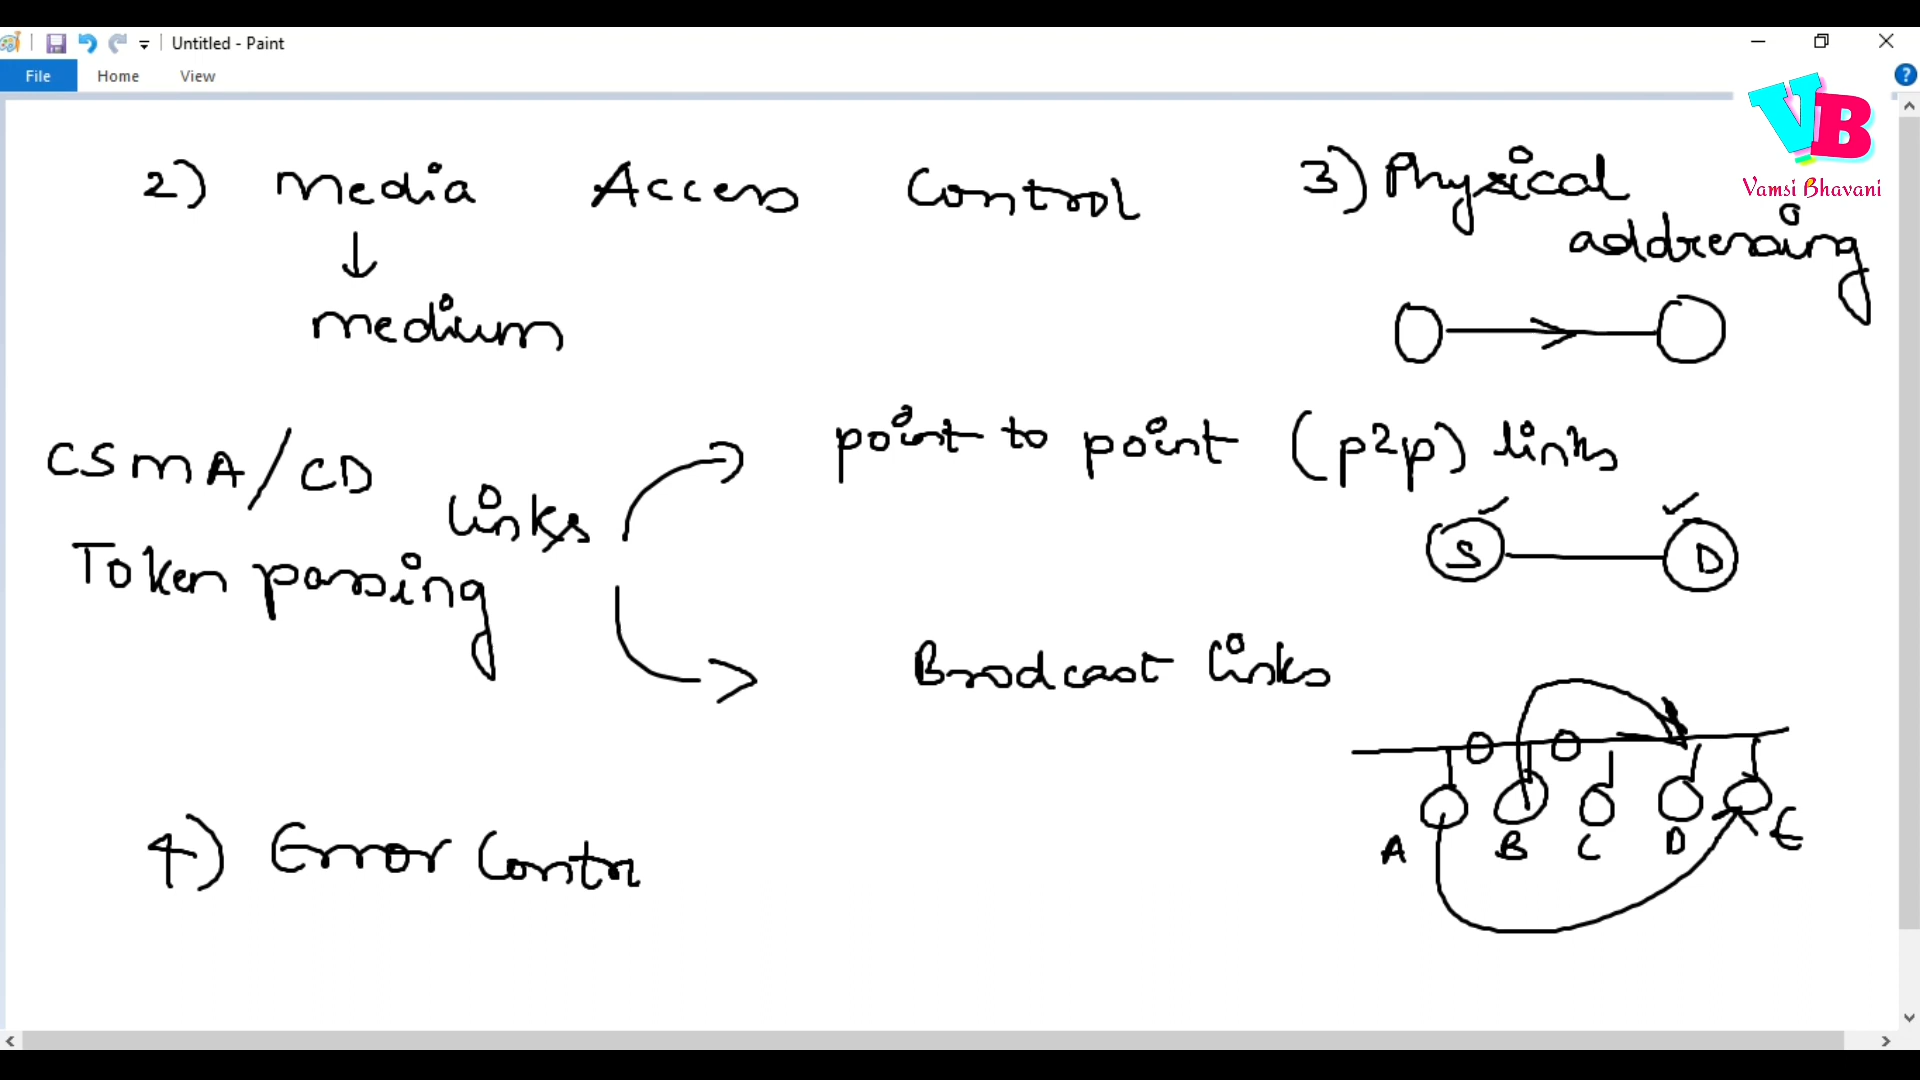 Untitled - Paint
File Home View
VB
Vamsi Bhavani
2) Media Access Control
↓
medium
3) Physical
addressing
CSMA/CD
Token passing
links
point to point (p2p) links
S D
Brodcast links
A B C D E
4) Error Contr